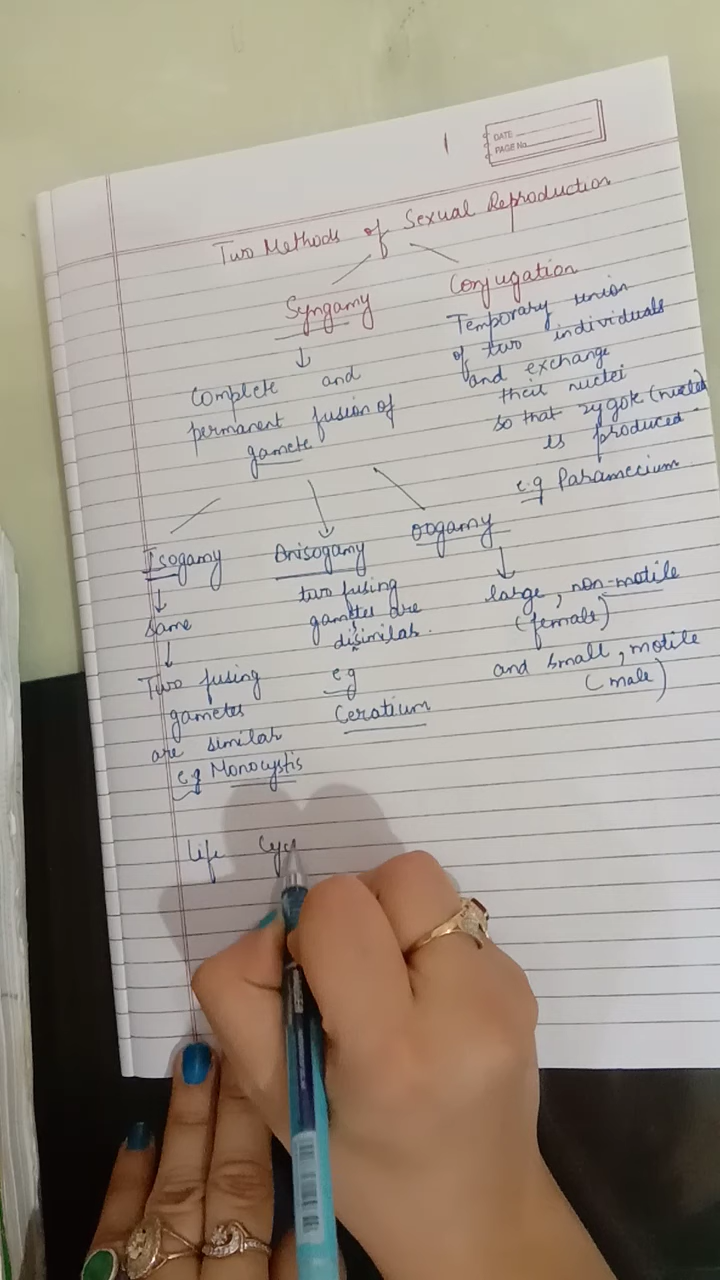 1
DATE
PAGE No.
Two Methods of Sexual Reproduction
Syngamy
Complete and
permanent fusion of
gamete
Conjugation
Temporary union
of two individuals
and exchange
their nuclei
so that zygote (nuclei)
is produced
e.g Paramecium
Isogamy
Same
Two fusing
gametes
are similar
e.g Monocystis
Anisogamy
two fusing
gametes are
disimilar.
e.g
Ceratium
oogamy
large, non-motile
(female)
and small, motile
(male)
life Cyc